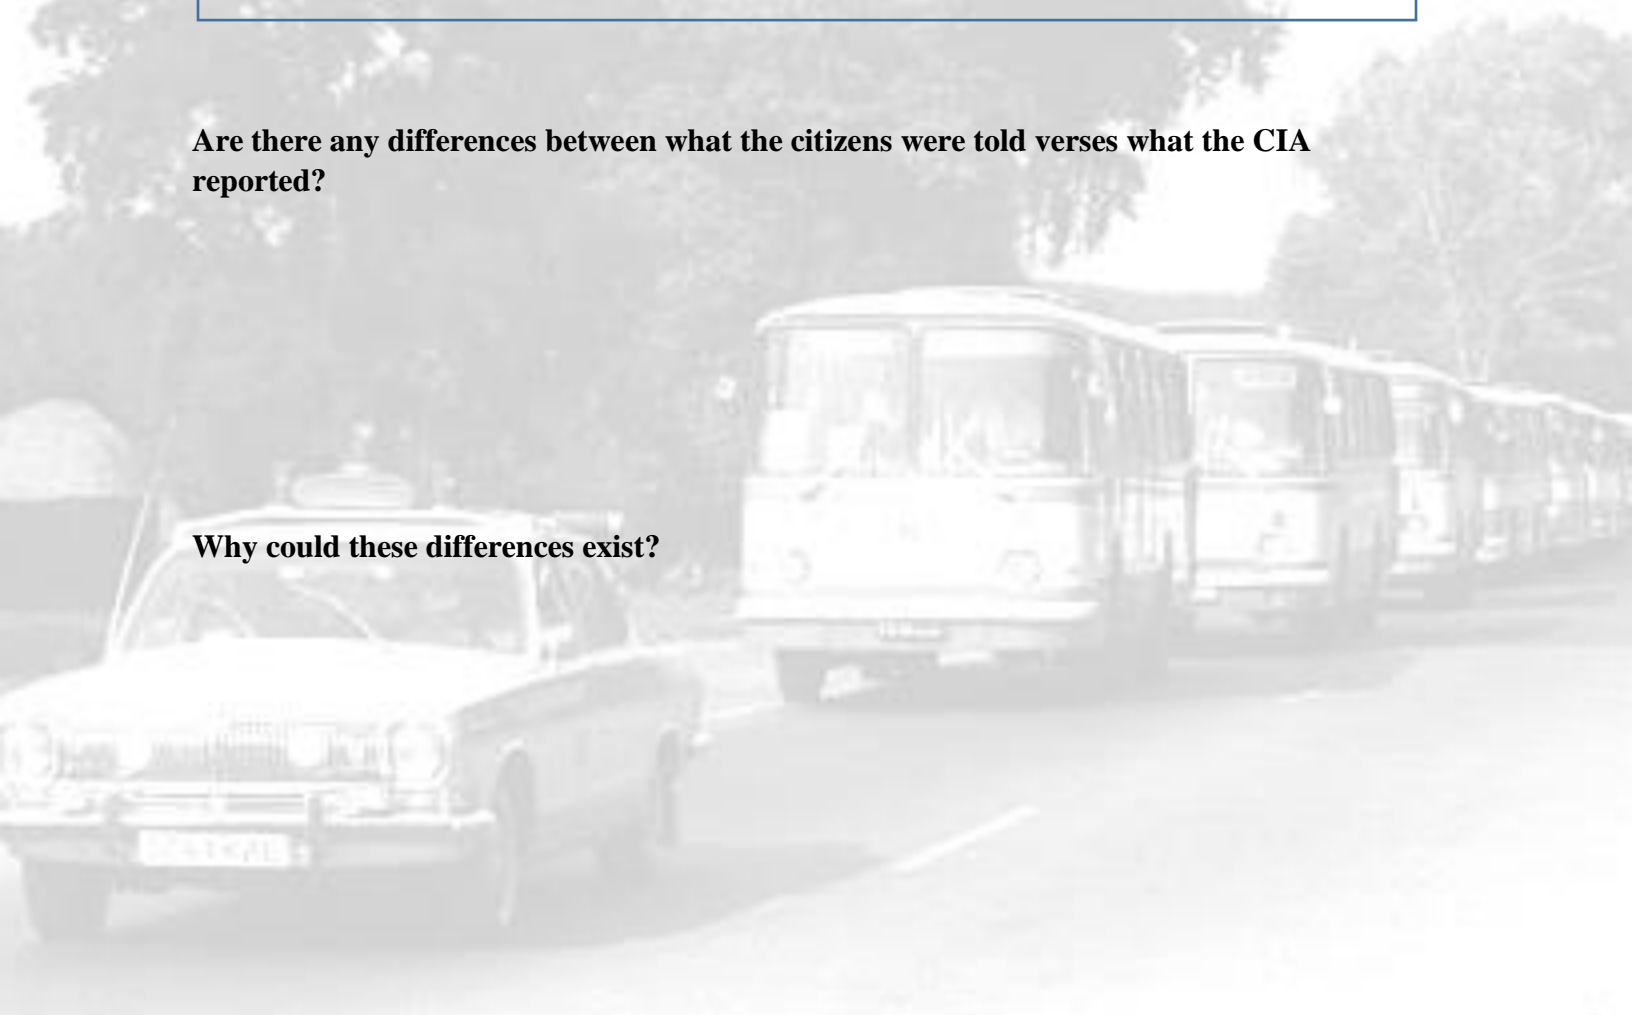 Are there any differences between what the citizens were told verses what the CIA
reported?
Why could these differences exist?